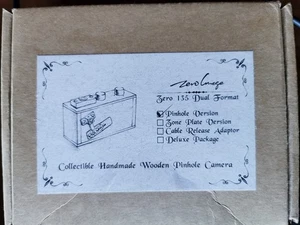 Zero Image
Zero 135 Dual Format
Pinhole Version
Zone Plate Version
Cable Release Adaptor
Deluxe Package
Collectible Handmade Wooden Pinhole Camera